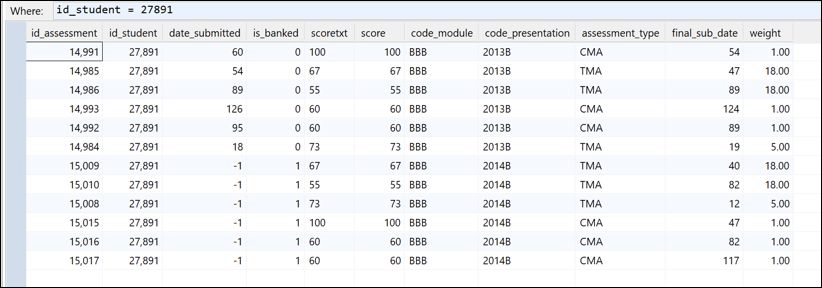 Where: id_student = 27891
id_assessment id_student date_submitted is_banked scoretxt score code_module code_presentation assessment_type final_sub_date weight
14,991 27,891 60 0 100 100 BBB 2013B CMA 54 1.00
14,985 27,891 54 0 67 67 BBB 2013B TMA 47 18.00
14,986 27,891 89 0 55 55 BBB 2013B TMA 89 18.00
14,993 27,891 126 0 60 60 BBB 2013B CMA 124 1.00
14,992 27,891 95 0 60 60 BBB 2013B CMA 89 1.00
14,984 27,891 18 0 73 73 BBB 2013B TMA 19 5.00
15,009 27,891 -1 1 67 67 BBB 2014B TMA 40 18.00
15,010 27,891 -1 1 55 55 BBB 2014B TMA 82 18.00
15,008 27,891 -1 1 73 73 BBB 2014B TMA 12 5.00
15,015 27,891 -1 1 100 100 BBB 2014B CMA 47 1.00
15,016 27,891 -1 1 60 60 BBB 2014B CMA 82 1.00
15,017 27,891 -1 1 60 60 BBB 2014B CMA 117 1.00